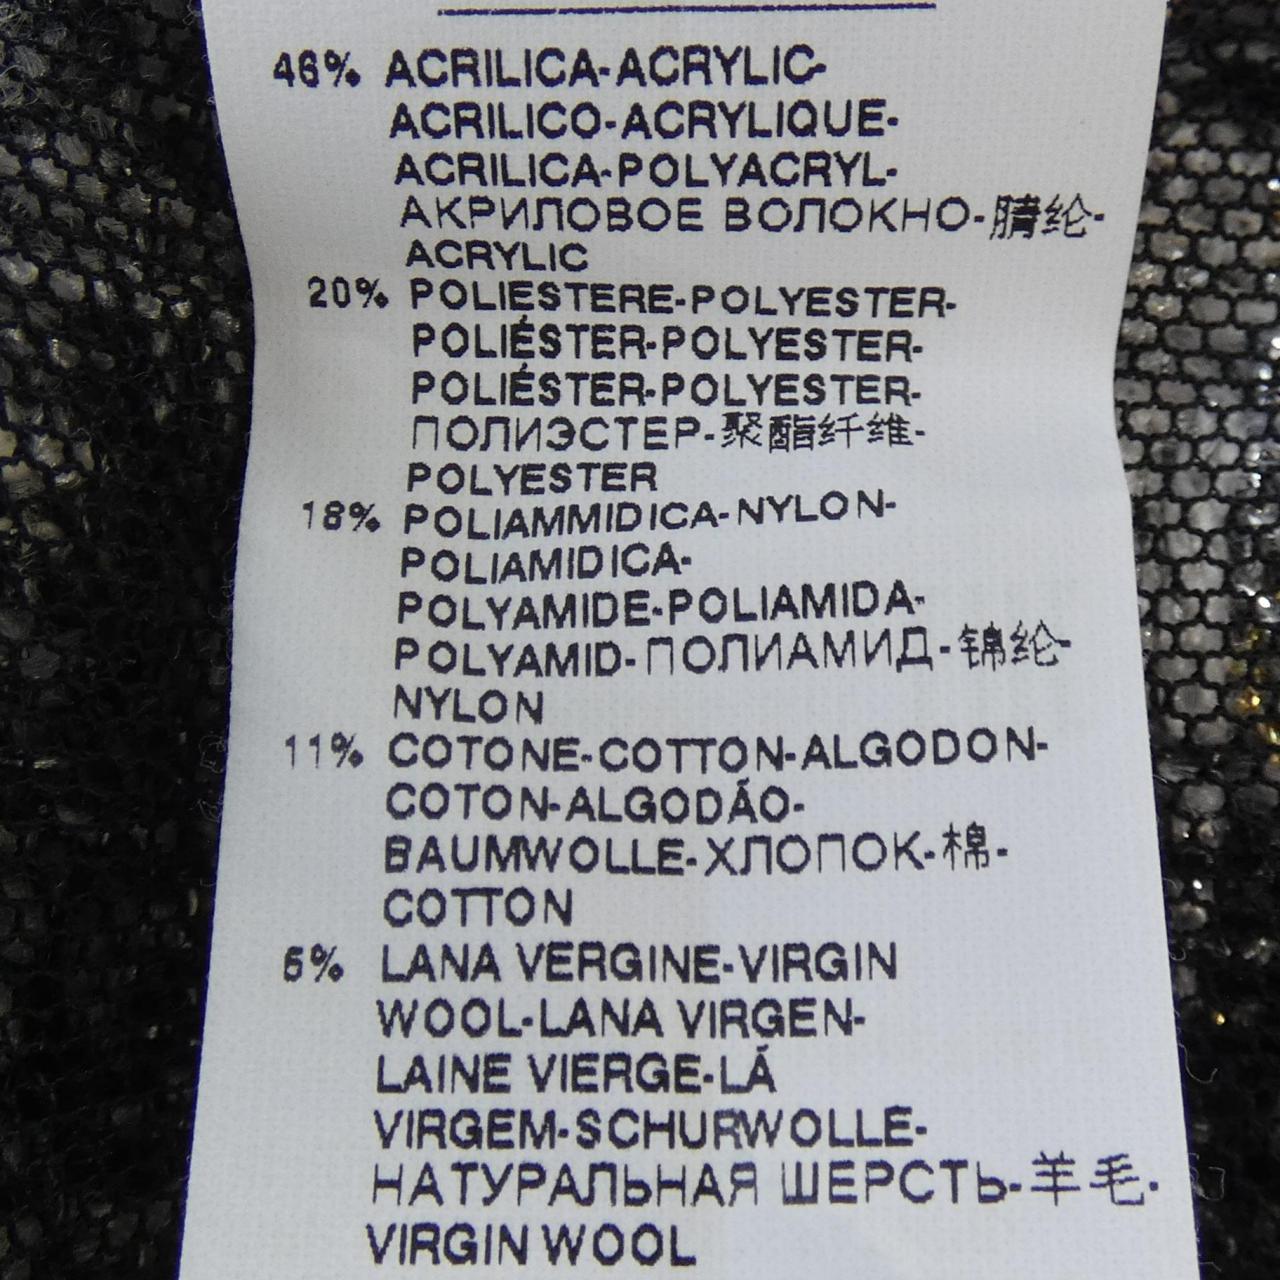 46% ACRILICA-ACRYLIC-
ACRILICO-ACRYLIQUE-
ACRILICA-POLYACRYL-
АКРИЛОВОЕ ВОЛОКНО-腈纶-
ACRYLIC
20% POLIESTERE-POLYESTER-
POLIÉSTER-POLYESTER-
POLIÉSTER-POLYESTER-
ПОЛИЭСТЕР-聚酯纤维-
POLYESTER
18% POLIAMMIDICA-NYLON-
POLIAMIDICA-
POLYAMIDE-POLIAMIDA-
POLYAMID-ПОЛИАМИД-锦纶-
NYLON
11% COTONE-COTTON-ALGODON-
COTON-ALGODÃO-
BAUMWOLLE-ХЛОПОК-棉-
COTTON
5% LANA VERGINE-VIRGIN
WOOL-LANA VIRGEN-
LAINE VIERGE-LÃ
VIRGEM-SCHURWOLLE-
НАТУРАЛЬНАЯ ШЕРСТЬ-羊毛-
VIRGIN WOOL